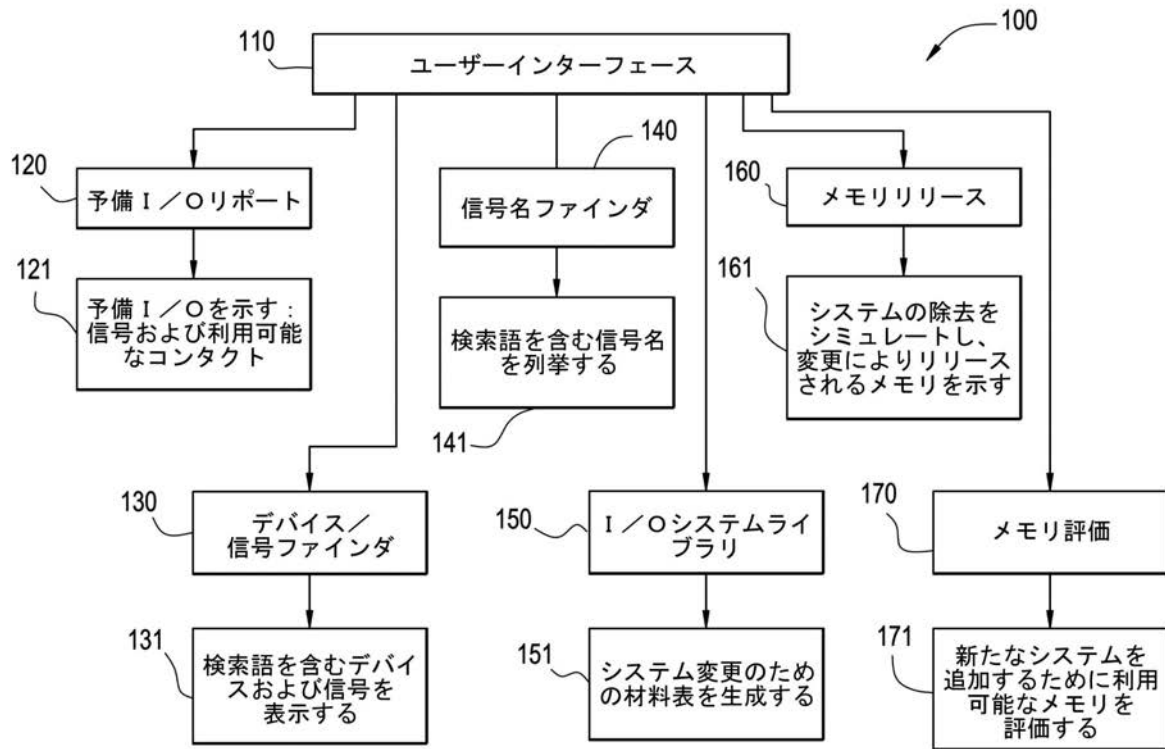 100
110
ユーザーインターフェース
120
予備Ｉ／Ｏリポート
121
予備Ｉ／Ｏを示す：
信号および利用可能
なコンタクト
140
信号名ファインダ
検索語を含む信号名
を列挙する
141
160
メモリリリース
161
システムの除去を
シミュレートし、
変更によりリリース
されるメモリを示す
130
デバイス／
信号ファインダ
131
検索語を含むデバイ
スおよび信号を
表示する
150
Ｉ／Ｏシステムライ
ブラリ
151
システム変更のため
の材料表を生成する
170
メモリ評価
171
新たなシステムを
追加するために利用
可能なメモリを
評価する